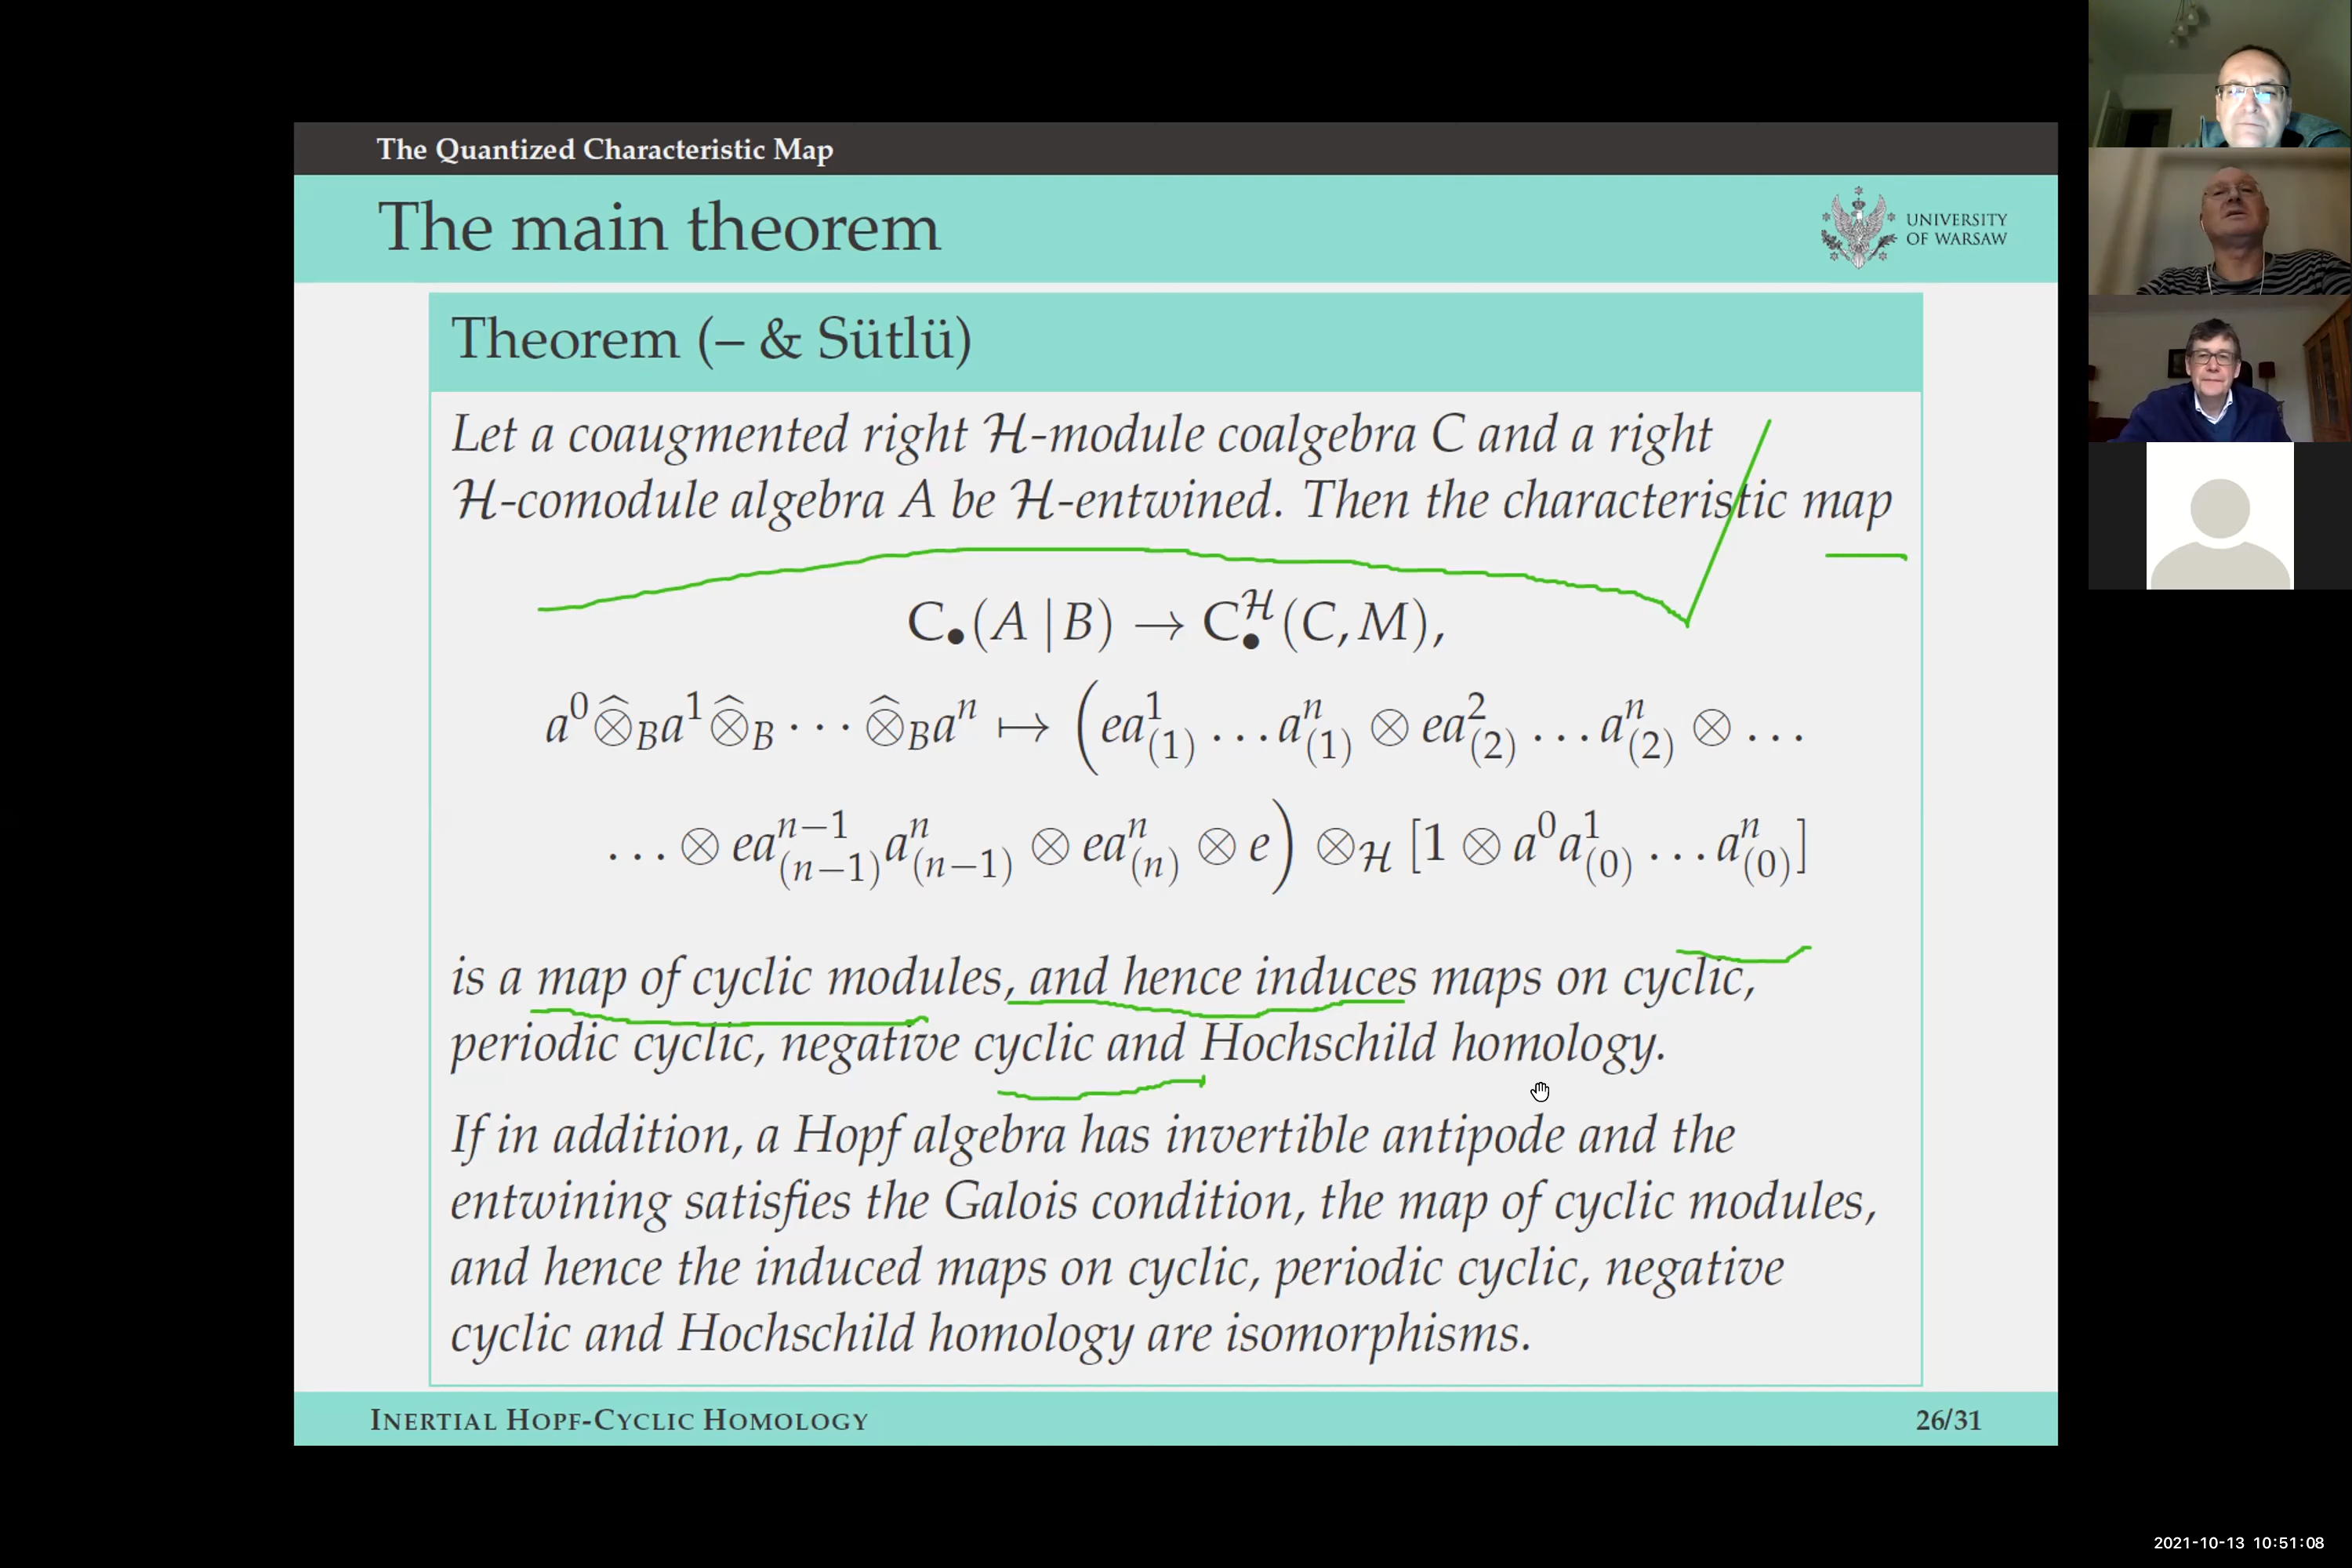 The Quantized Characteristic Map
The main theorem
UNIVERSITY
OF WARSAW
Theorem (– & Sütlü)
Let a coaugmented right ℋ-module coalgebra C and a right
ℋ-comodule algebra A be ℋ-entwined. Then the characteristic map
C•(A | B) → C•^ℋ(C, M),
a^0 ⊗̂_B a^1 ⊗̂_B ··· ⊗̂_B a^n ↦ (ea^1_(1) … a^n_(1) ⊗ ea^2_(2) … a^n_(2) ⊗ …
… ⊗ ea^{n−1}_(n−1) a^n_(n−1) ⊗ ea^n_(n) ⊗ e) ⊗_ℋ [1 ⊗ a^0 a^1_(0) … a^n_(0)]
is a map of cyclic modules, and hence induces maps on cyclic,
periodic cyclic, negative cyclic and Hochschild homology.
If in addition, a Hopf algebra has invertible antipode and the
entwining satisfies the Galois condition, the map of cyclic modules,
and hence the induced maps on cyclic, periodic cyclic, negative
cyclic and Hochschild homology are isomorphisms.
INERTIAL HOPF-CYCLIC HOMOLOGY
26/31
2021-10-13 10:51:08